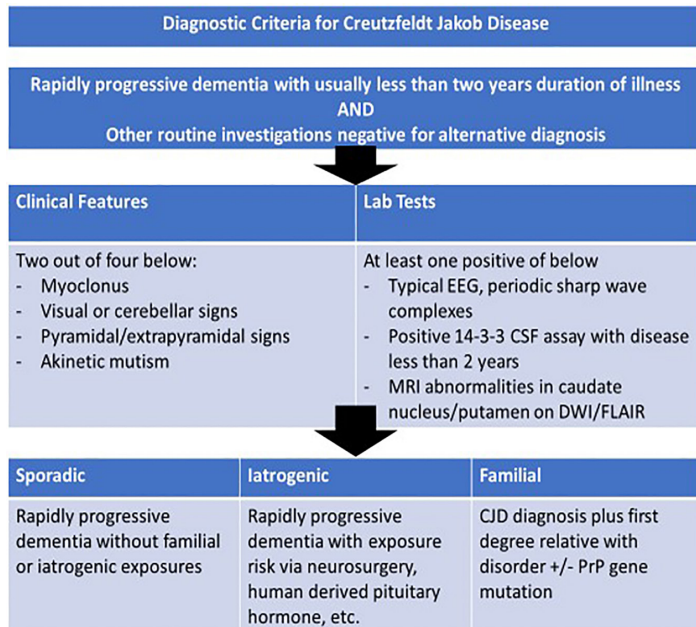 Diagnostic Criteria for Creutzfeldt Jakob Disease
Rapidly progressive dementia with usually less than two years duration of illness
AND
Other routine investigations negative for alternative diagnosis
Clinical Features
Two out of four below:
- Myoclonus
- Visual or cerebellar signs
- Pyramidal/extrapyramidal signs
- Akinetic mutism
Lab Tests
At least one positive of below
- Typical EEG, periodic sharp wave
complexes
- Positive 14-3-3 CSF assay with disease
less than 2 years
- MRI abnormalities in caudate
nucleus/putamen on DWI/FLAIR
Sporadic
Rapidly progressive
dementia without familial
or iatrogenic exposures
Iatrogenic
Rapidly progressive
dementia with exposure
risk via neurosurgery,
human derived pituitary
hormone, etc.
Familial
CJD diagnosis plus first
degree relative with
disorder +/- PrP gene
mutation